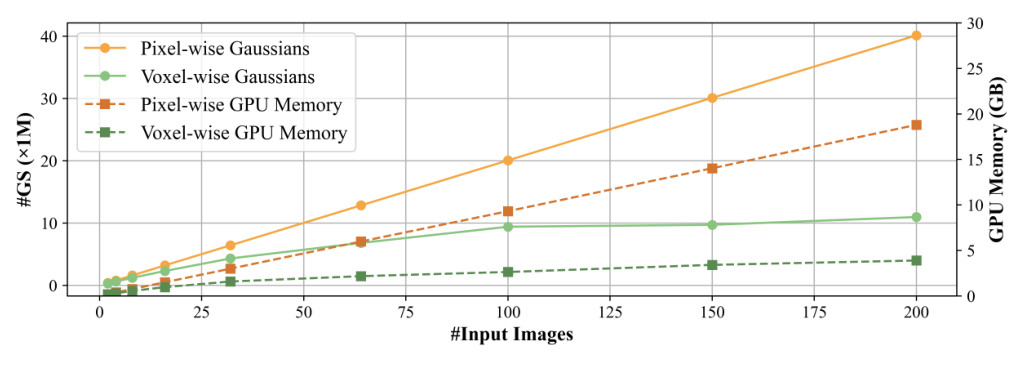 Pixel-wise Gaussians
Voxel-wise Gaussians
Pixel-wise GPU Memory
Voxel-wise GPU Memory
#GS (×1M)
40
30
20
10
0
GPU Memory (GB)
30
25
20
15
10
5
0
0 25 50 75 100 125 150 175 200
#Input Images